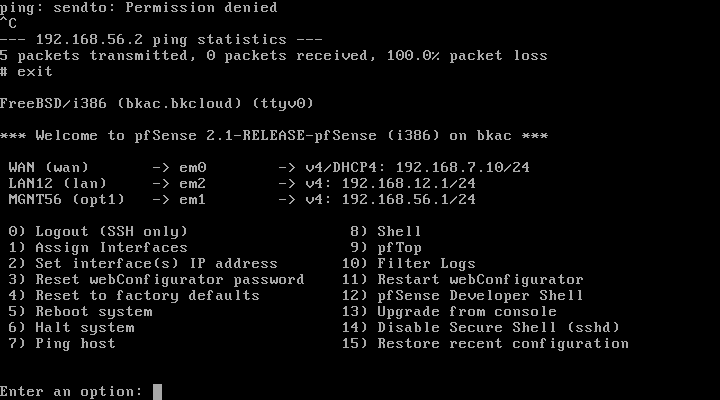 ping: sendto: Permission denied
^C
--- 192.168.56.2 ping statistics ---
5 packets transmitted, 0 packets received, 100.0% packet loss
# exit
FreeBSD/i386 (bkac.bkcloud) (ttyv0)
*** Welcome to pfSense 2.1-RELEASE-pfSense (i386) on bkac ***
WAN (wan) -> em0 -> v4/DHCP4: 192.168.7.10/24
LAN12 (lan) -> em2 -> v4: 192.168.12.1/24
MGNT56 (opt1) -> em1 -> v4: 192.168.56.1/24
0) Logout (SSH only) 8) Shell
1) Assign Interfaces 9) pfTop
2) Set interface(s) IP address 10) Filter Logs
3) Reset webConfigurator password 11) Restart webConfigurator
4) Reset to factory defaults 12) pfSense Developer Shell
5) Reboot system 13) Upgrade from console
6) Halt system 14) Disable Secure Shell (sshd)
7) Ping host 15) Restore recent configuration
Enter an option: